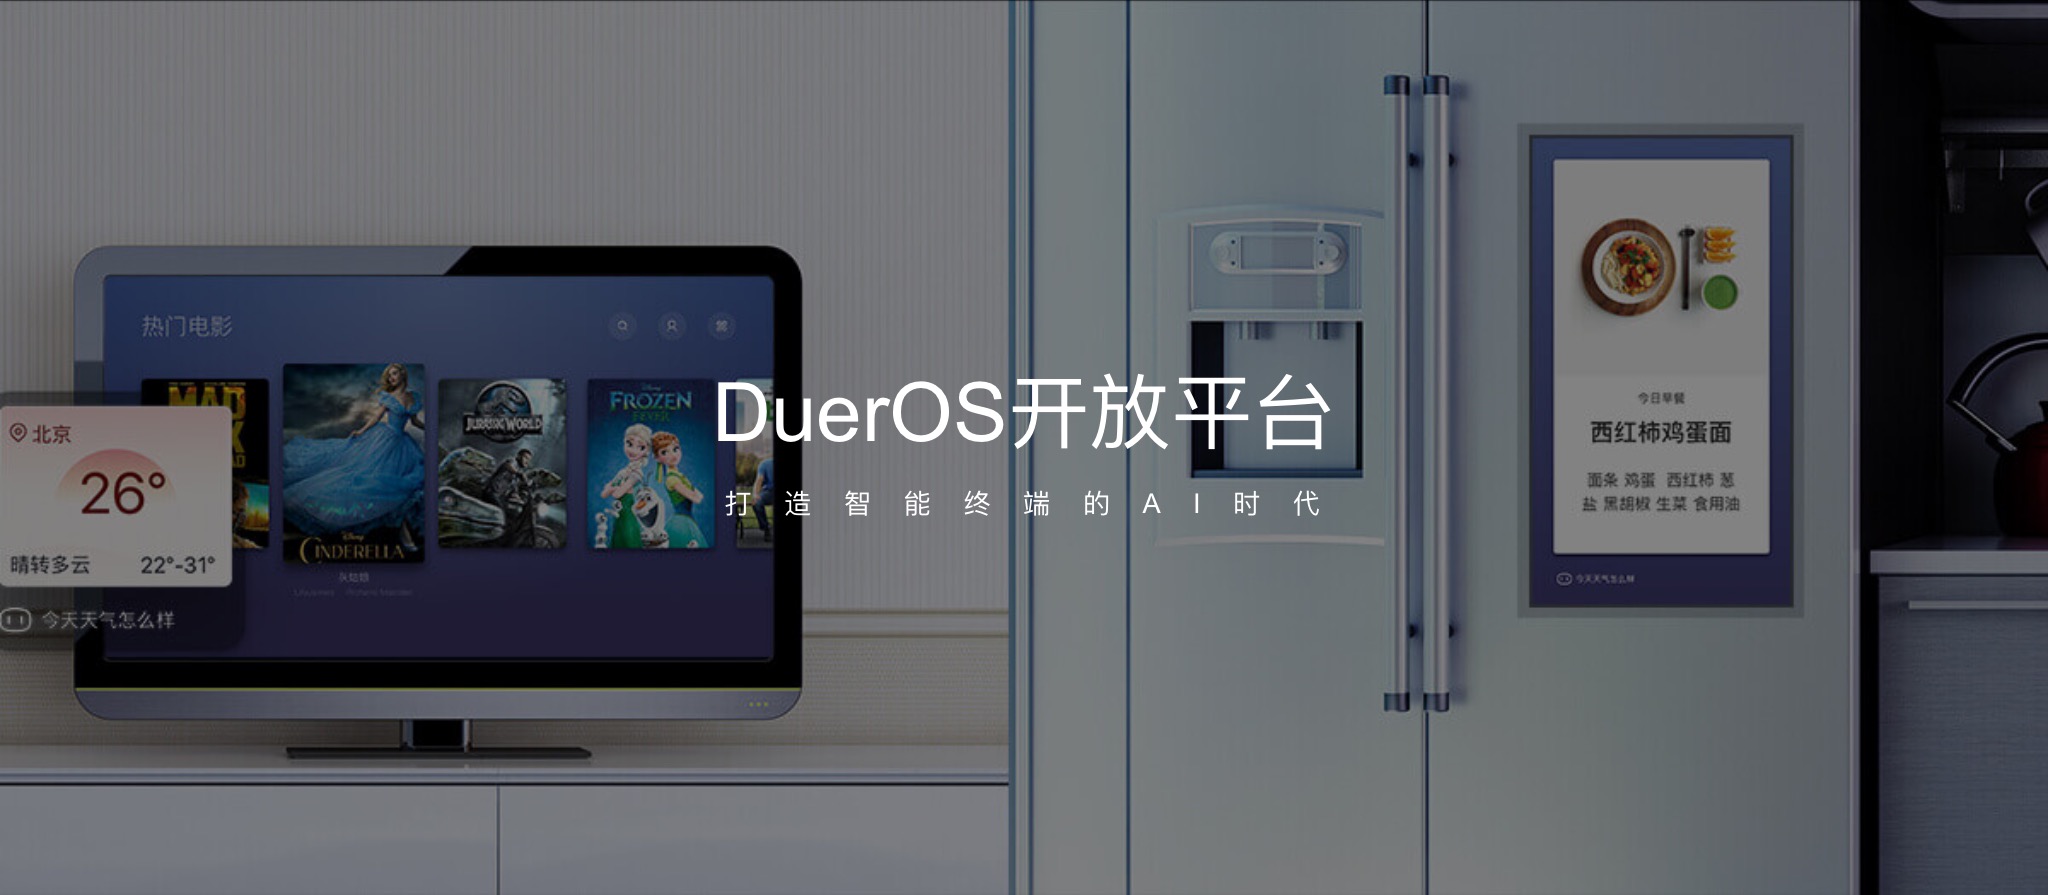 DuerOS开放平台
打造智能终端的AI时代
热门电影
MAD
Disney
CINDERELLA
JURASSIC WORLD
Disney
FROZEN
FEVER
灰姑娘
北京
26°
晴转多云 22°-31°
今天天气怎么样
今日早餐
西红柿鸡蛋面
面条 鸡蛋 西红柿 葱
盐 黑胡椒 生菜 食用油
今天天气怎么样